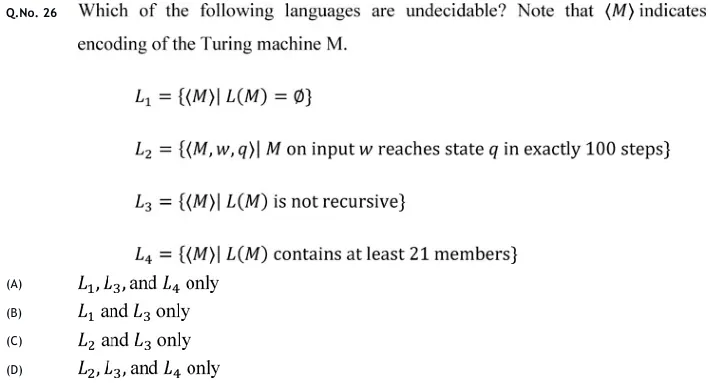 Q.No. 26 Which of the following languages are undecidable? Note that ⟨M⟩ indicates
encoding of the Turing machine M.
L₁ = {⟨M⟩| L(M) = ∅}
L₂ = {⟨M, w, q⟩| M on input w reaches state q in exactly 100 steps}
L₃ = {⟨M⟩| L(M) is not recursive}
L₄ = {⟨M⟩| L(M) contains at least 21 members}
(A) L₁, L₃, and L₄ only
(B) L₁ and L₃ only
(C) L₂ and L₃ only
(D) L₂, L₃, and L₄ only